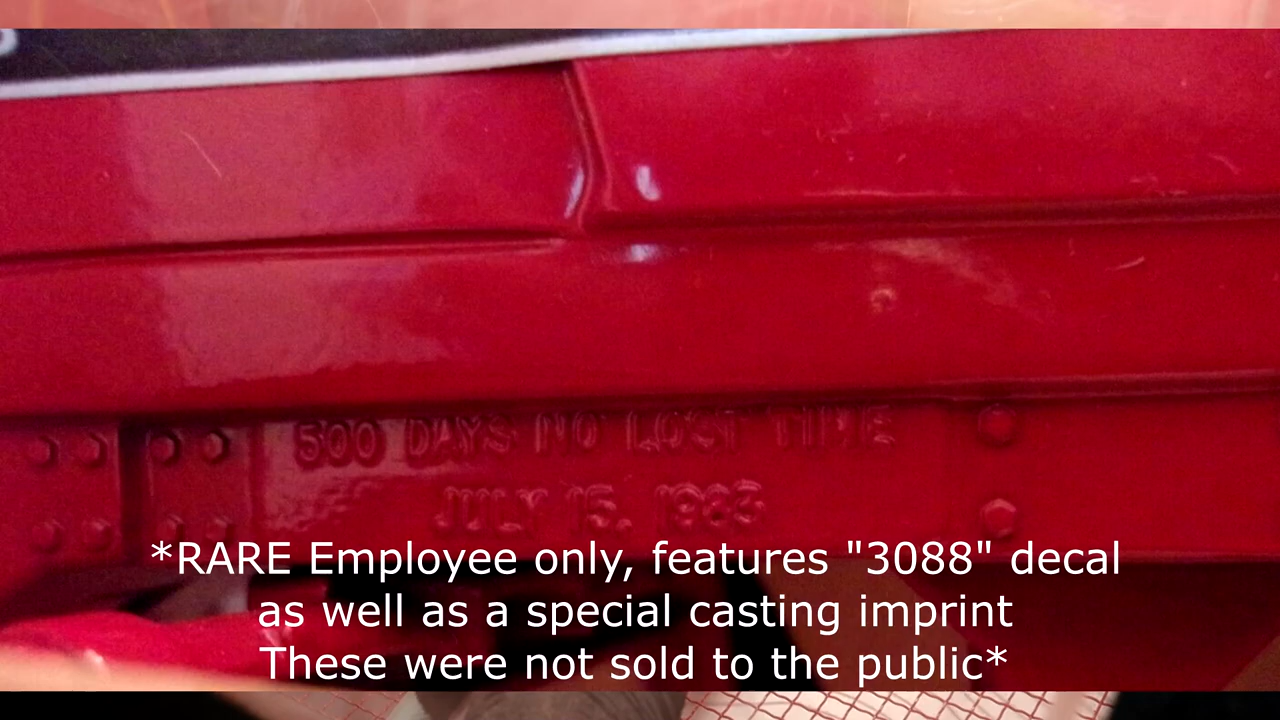 500 DAYS NO LOST TIME
JULY 15, 1983
*RARE Employee only, features "3088" decal
as well as a special casting imprint
These were not sold to the public*